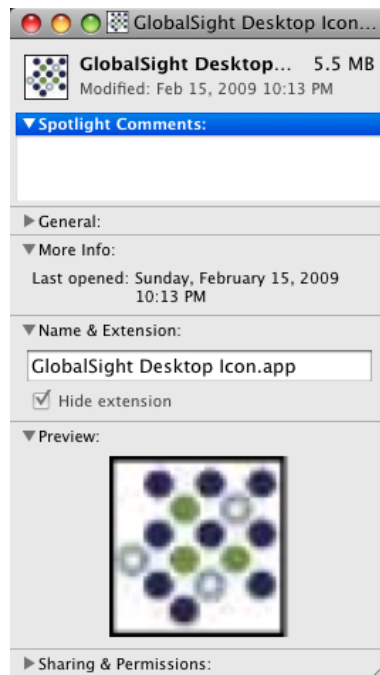 GlobalSight Desktop Icon...
GlobalSight Desktop... 5.5 MB
Modified: Feb 15, 2009 10:13 PM
Spotlight Comments:
General:
More Info:
Last opened: Sunday, February 15, 2009
10:13 PM
Name & Extension:
GlobalSight Desktop Icon.app
Hide extension
Preview:
Sharing & Permissions: